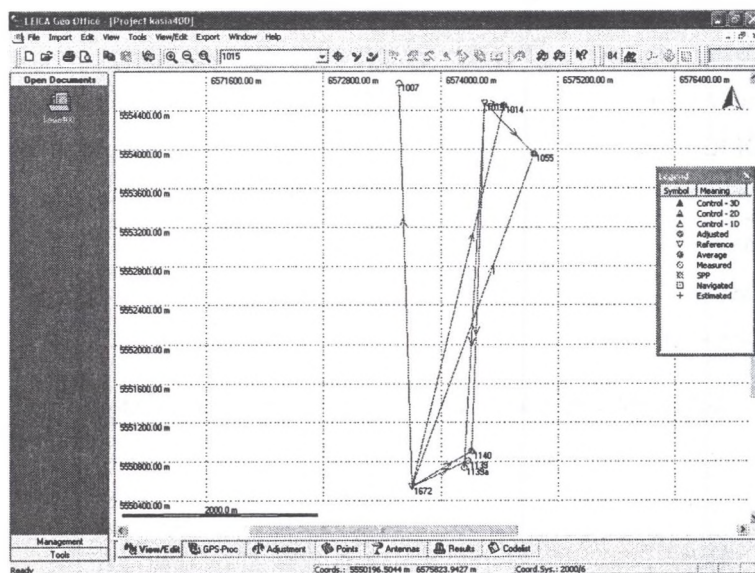 LEICA Geo Office - [Project kasia400]
File Import Edit View Tools View/Edit Export Window Help
1015
84
Open Documents
6571600.00 m 6572800.00 m 6574000.00 m 6575200.00 m 6576400.00 m
1007
1014
5554400.00 m
5554000.00 m
1055
5553600.00 m
5553200.00 m
5552800.00 m
5552400.00 m
5552000.00 m
5551600.00 m
5551200.00 m
5550800.00 m
5550400.00 m
1140
1139
1139a
1672
2000.0 m
Legend
Symbol Meaning
Control - 3D
Control - 2D
Control - 1D
Adjusted
Reference
Average
Measured
SPP
Navigated
Estimated
Management
Tools
View/Edit GPS-Proc Adjustment Points Antennas Results Codelist
Ready
Coords.: 5550196.5044 m 6575823.9427 m Coord.Sys.: 2000/6